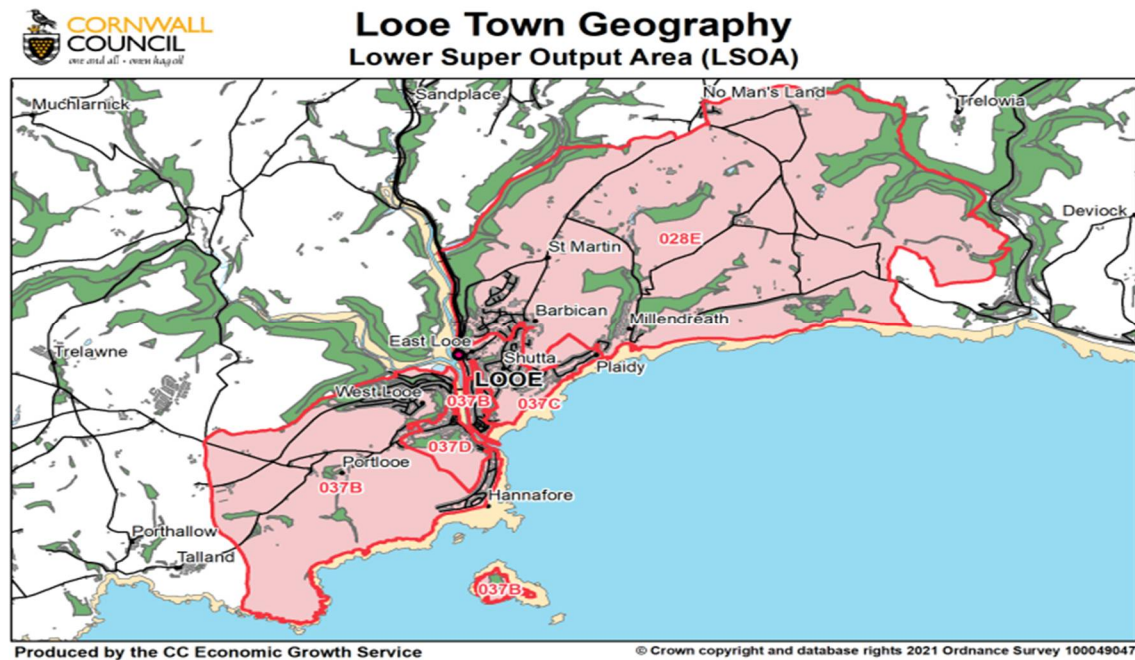 CORNWALL
COUNCIL
one and all • onen hag oll
Looe Town Geography
Lower Super Output Area (LSOA)
Muchlarnick
Sandplace
No Man's Land
Trelowia
Deviock
028E
St Martin
Barbican
Millendreath
East Looe
Shutta
Plaidy
Trelawne
LOOE
West Looe
037B
037C
037D
Portlooe
037B
Hannafore
Porthallow
Talland
037B
Produced by the CC Economic Growth Service
© Crown copyright and database rights 2021 Ordnance Survey 100049047